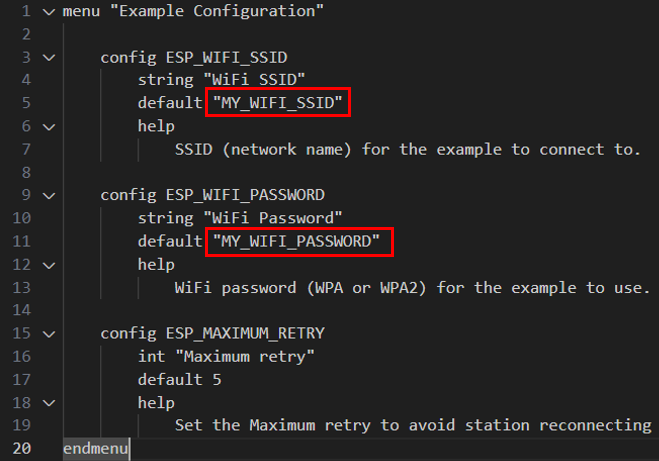 1 menu "Example Configuration"
2
3 config ESP_WIFI_SSID
4 string "WiFi SSID"
5 default "MY_WIFI_SSID"
6 help
7 SSID (network name) for the example to connect to.
8
9 config ESP_WIFI_PASSWORD
10 string "WiFi Password"
11 default "MY_WIFI_PASSWORD"
12 help
13 WiFi password (WPA or WPA2) for the example to use.
14
15 config ESP_MAXIMUM_RETRY
16 int "Maximum retry"
17 default 5
18 help
19 Set the Maximum retry to avoid station reconnecting
20 endmenu